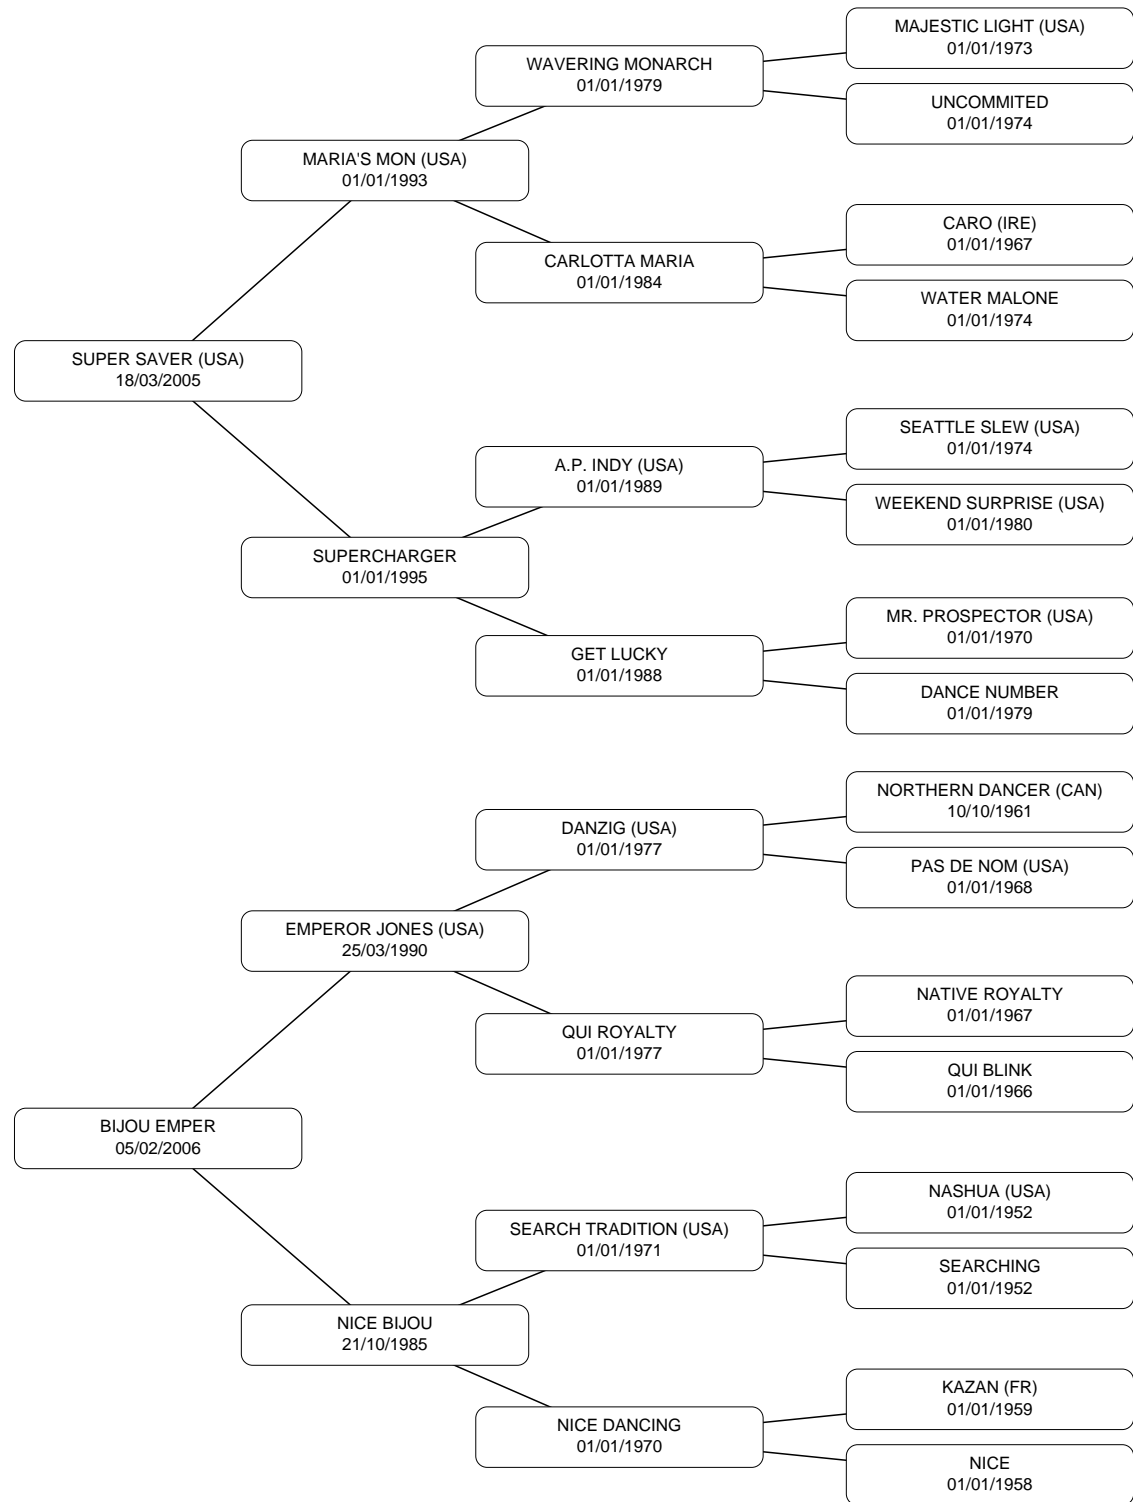 MAJESTIC LIGHT (USA)
01/01/1973
WAVERING MONARCH
01/01/1979
UNCOMMITED
01/01/1974
MARIA'S MON (USA)
01/01/1993
CARO (IRE)
01/01/1967
CARLOTTA MARIA
01/01/1984
WATER MALONE
01/01/1974
SUPER SAVER (USA)
18/03/2005
SEATTLE SLEW (USA)
01/01/1974
A.P. INDY (USA)
01/01/1989
WEEKEND SURPRISE (USA)
01/01/1980
SUPERCHARGER
01/01/1995
MR. PROSPECTOR (USA)
01/01/1970
GET LUCKY
01/01/1988
DANCE NUMBER
01/01/1979
NORTHERN DANCER (CAN)
10/10/1961
DANZIG (USA)
01/01/1977
PAS DE NOM (USA)
01/01/1968
EMPEROR JONES (USA)
25/03/1990
NATIVE ROYALTY
01/01/1967
QUI ROYALTY
01/01/1977
QUI BLINK
01/01/1966
BIJOU EMPER
05/02/2006
NASHUA (USA)
01/01/1952
SEARCH TRADITION (USA)
01/01/1971
SEARCHING
01/01/1952
NICE BIJOU
21/10/1985
KAZAN (FR)
01/01/1959
NICE DANCING
01/01/1970
NICE
01/01/1958